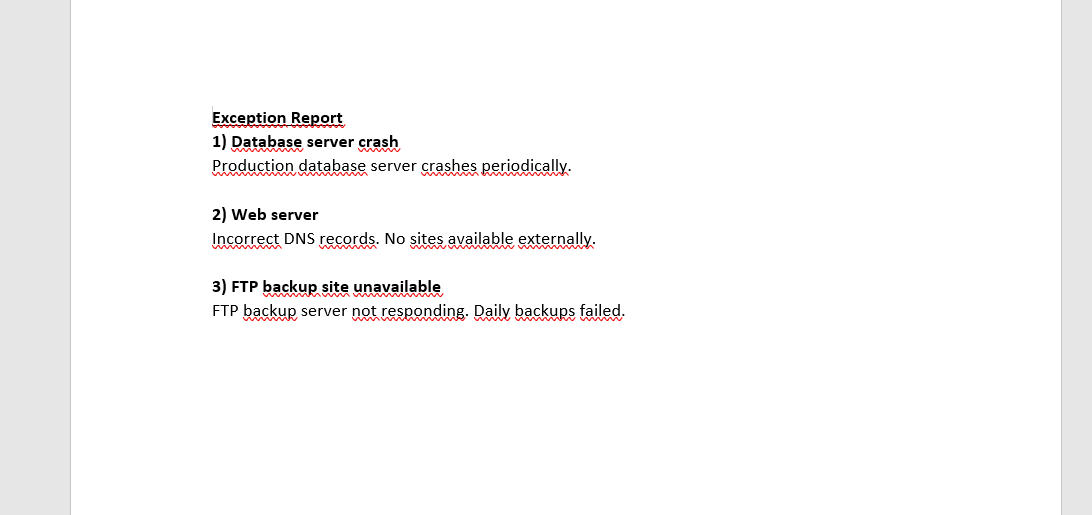 Exception Report
1) Database server crash
Production database server crashes periodically.
2) Web server
Incorrect DNS records. No sites available externally.
3) FTP backup site unavailable
FTP backup server not responding. Daily backups failed.